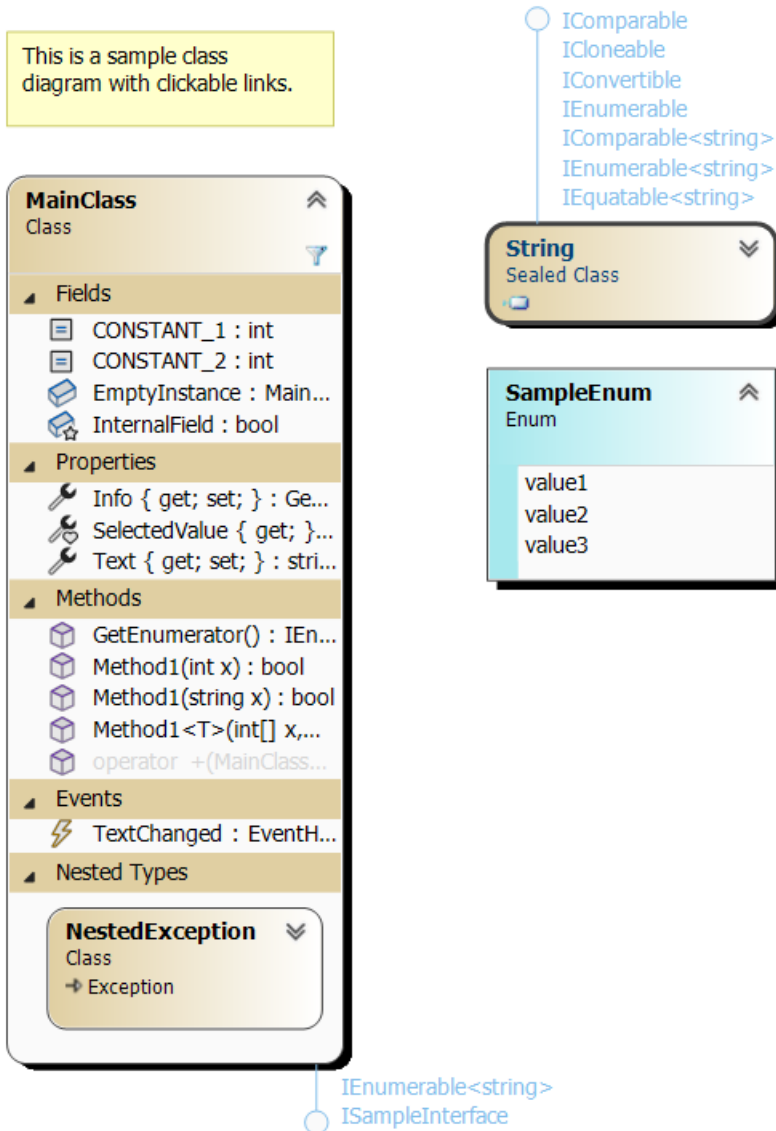 This is a sample class
diagram with clickable links.
IComparable
ICloneable
IConvertible
IEnumerable
IComparable<string>
IEnumerable<string>
IEquatable<string>
MainClass
Class
Fields
CONSTANT_1 : int
CONSTANT_2 : int
EmptyInstance : Main...
InternalField : bool
Properties
Info { get; set; } : Ge...
SelectedValue { get; }...
Text { get; set; } : stri...
Methods
GetEnumerator() : IEn...
Method1(int x) : bool
Method1(string x) : bool
Method1<T>(int[] x,...
operator +(MainClass...
Events
TextChanged : EventH...
Nested Types
NestedException
Class
Exception
IEnumerable<string>
ISampleInterface
String
Sealed Class
SampleEnum
Enum
value1
value2
value3